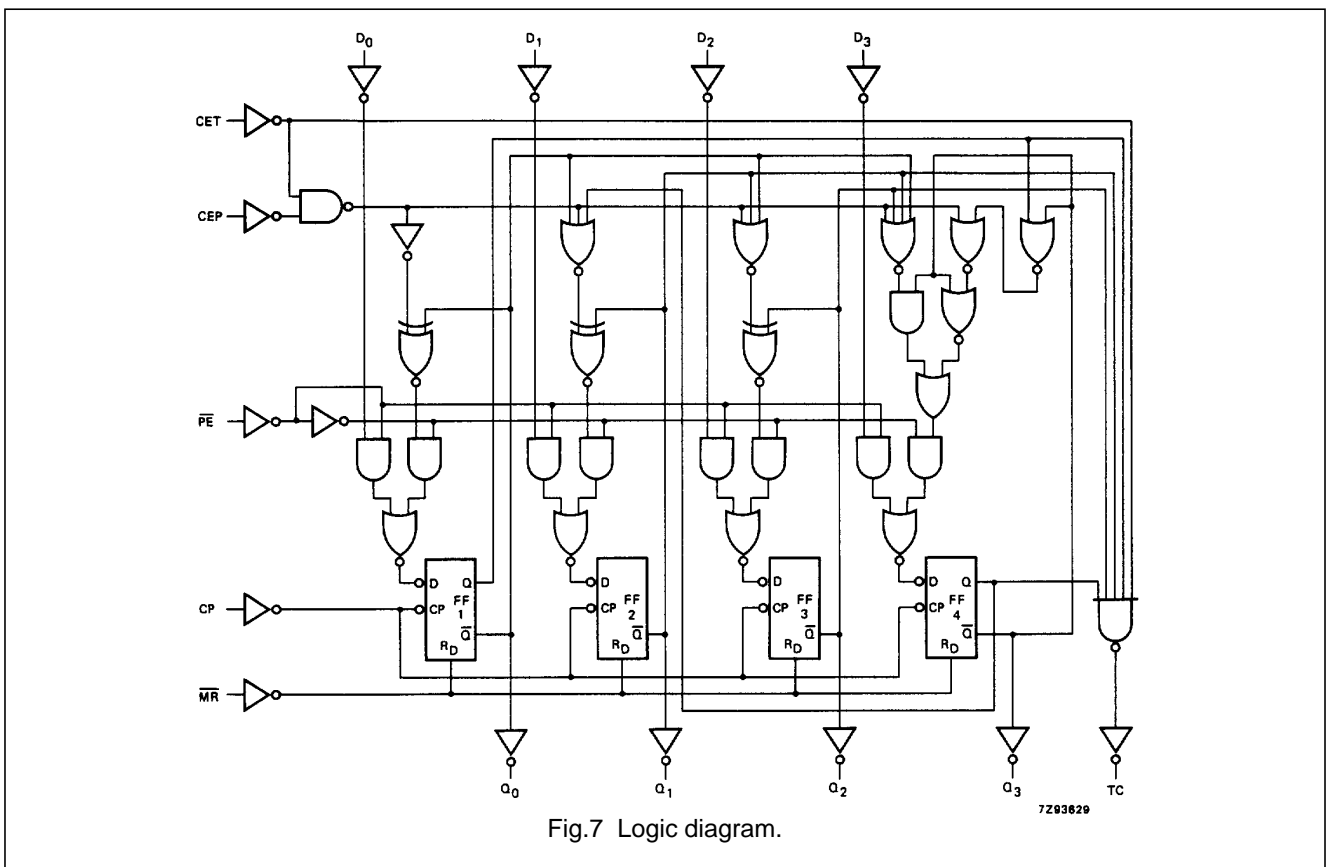 D0 D1 D2 D3
CET
CEP
PE
D Q D D D Q
CP
FF CP FF CP FF CP FF
1 2 3 4
Q Q Q Q
RD RD RD RD
CP
MR
Q0 Q1 Q2 Q3 TC
7Z93629
Fig.7 Logic diagram.